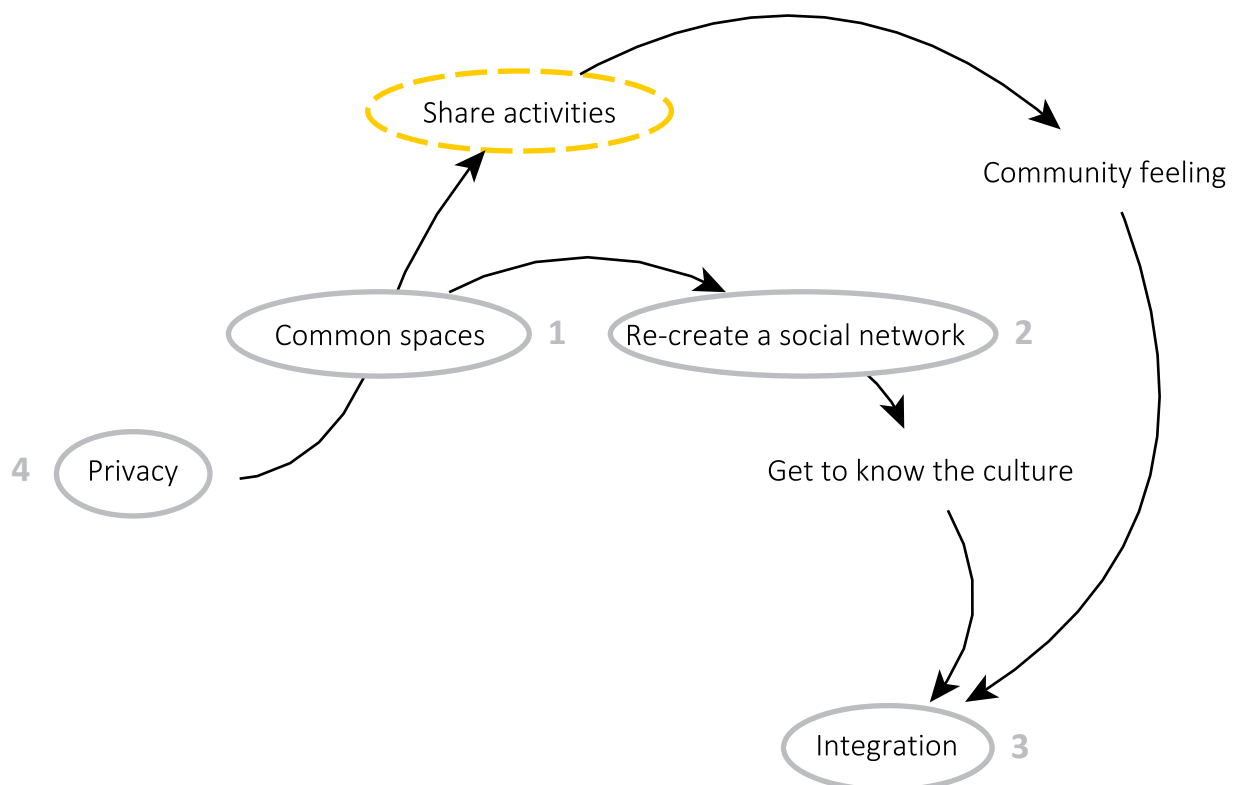 Share activities
Community feeling
Common spaces 1
Re-create a social network 2
4 Privacy
Get to know the culture
Integration 3